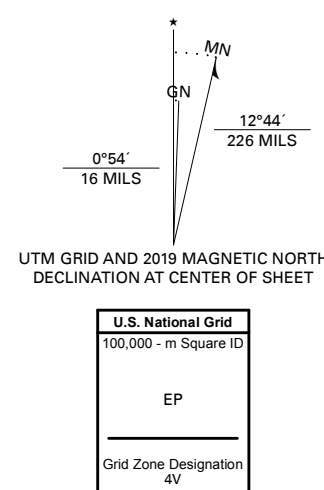 ★
MN
GN
12°44´
226 MILS
0°54´
16 MILS
UTM GRID AND 2019 MAGNETIC NORTH
DECLINATION AT CENTER OF SHEET
U.S. National Grid
100,000 - m Square ID
EP
Grid Zone Designation
4V